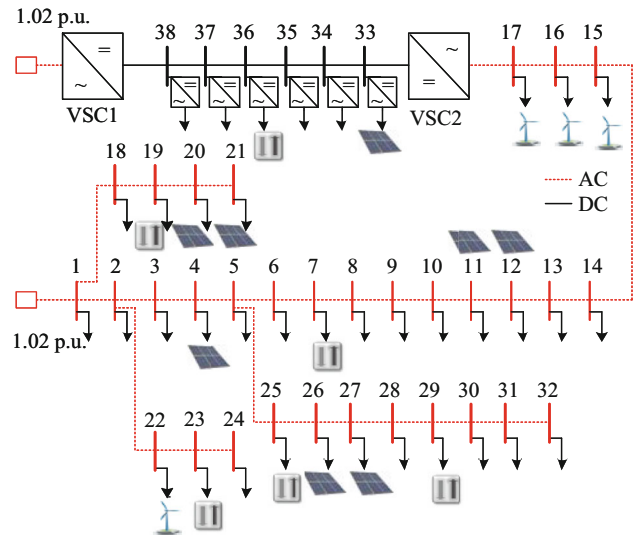 1.02 p.u.
38 37 36 35 34 33
17 16 15
= ~
~ =
~ = ~ = ~ = ~ = ~ = ~ =
VSC1
VSC2
18 19 20 21
AC
DC
1 2 3 4 5 6 7 8 9 10 11 12 13 14
1.02 p.u.
25 26 27 28 29 30 31 32
22 23 24